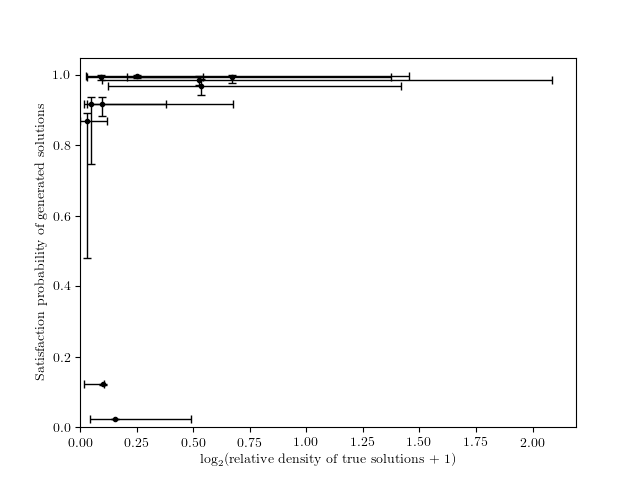 1.0
0.8
0.6
0.4
0.2
0.0
Satisfaction probability of generated solutions
0.00 0.25 0.50 0.75 1.00 1.25 1.50 1.75 2.00
log₂(relative density of true solutions + 1)